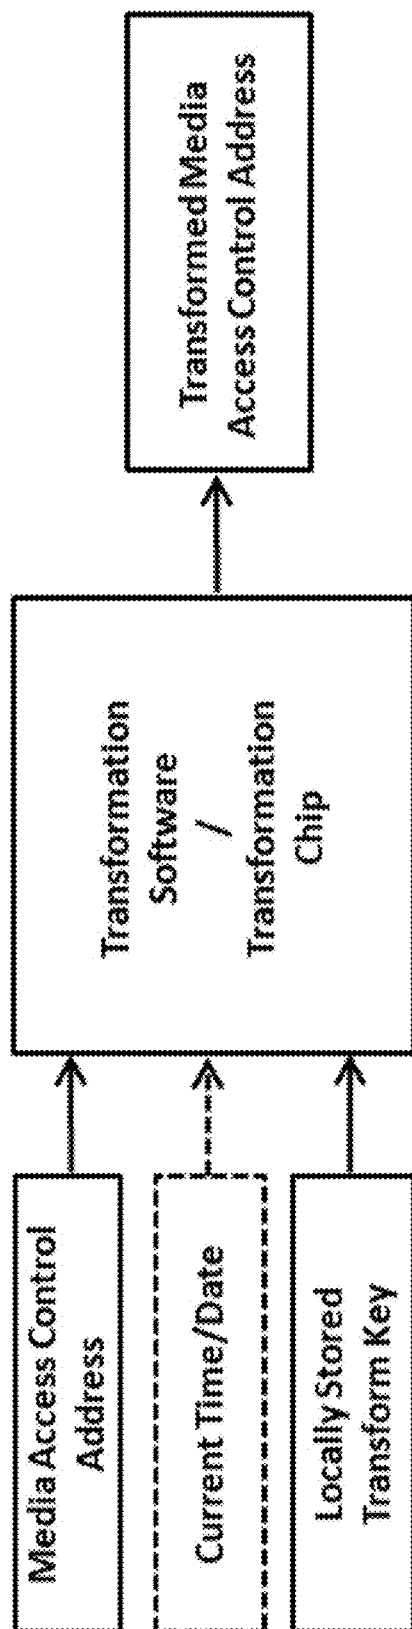 Media Access Control
Address
Current Time/Date
Locally Stored
Transform Key
Transformation
Software
/
Transformation
Chip
Transformed Media
Access Control Address